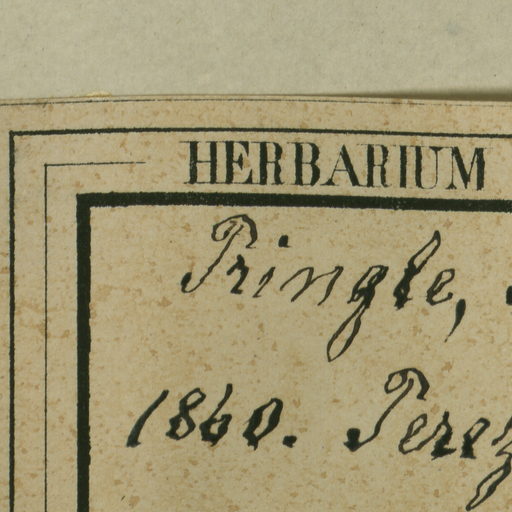 HERBARIUM
Pringle,
1860. Perez